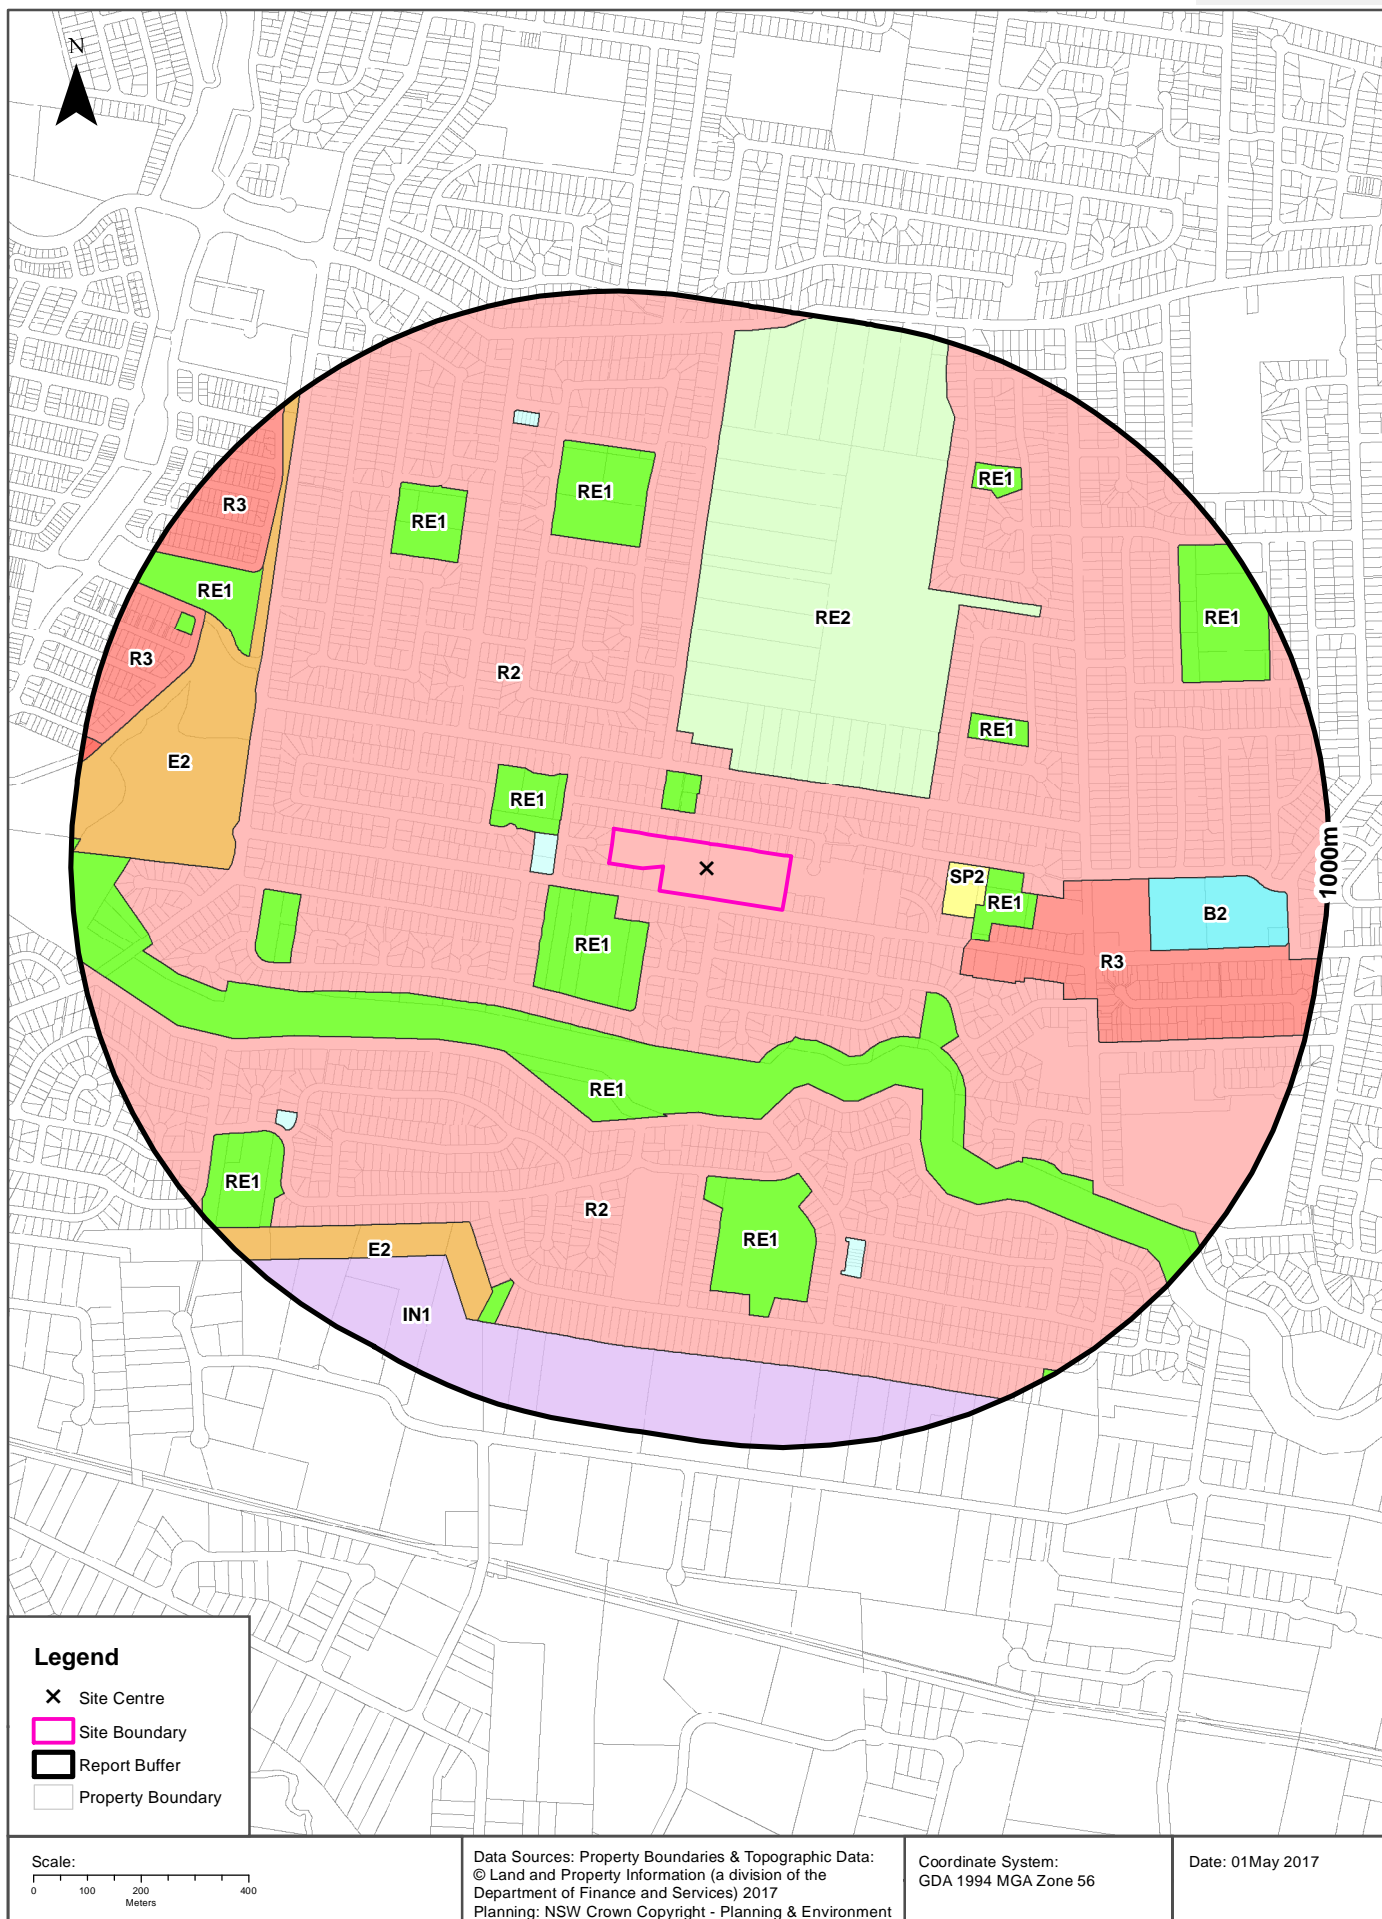 N
R3
RE1
RE1
RE1
RE1
RE1
RE2
RE1
R3
R2
RE1
E2
RE1
1000m
SP2
RE1
B2
RE1
R3
RE1
RE1
R2
RE1
E2
IN1
Legend
Site Centre
Site Boundary
Report Buffer
Property Boundary
Scale:
0 100 200 400
Meters
Data Sources: Property Boundaries & Topographic Data:
© Land and Property Information (a division of the
Department of Finance and Services) 2017
Planning: NSW Crown Copyright - Planning & Environment
Coordinate System:
GDA 1994 MGA Zone 56
Date: 01May 2017